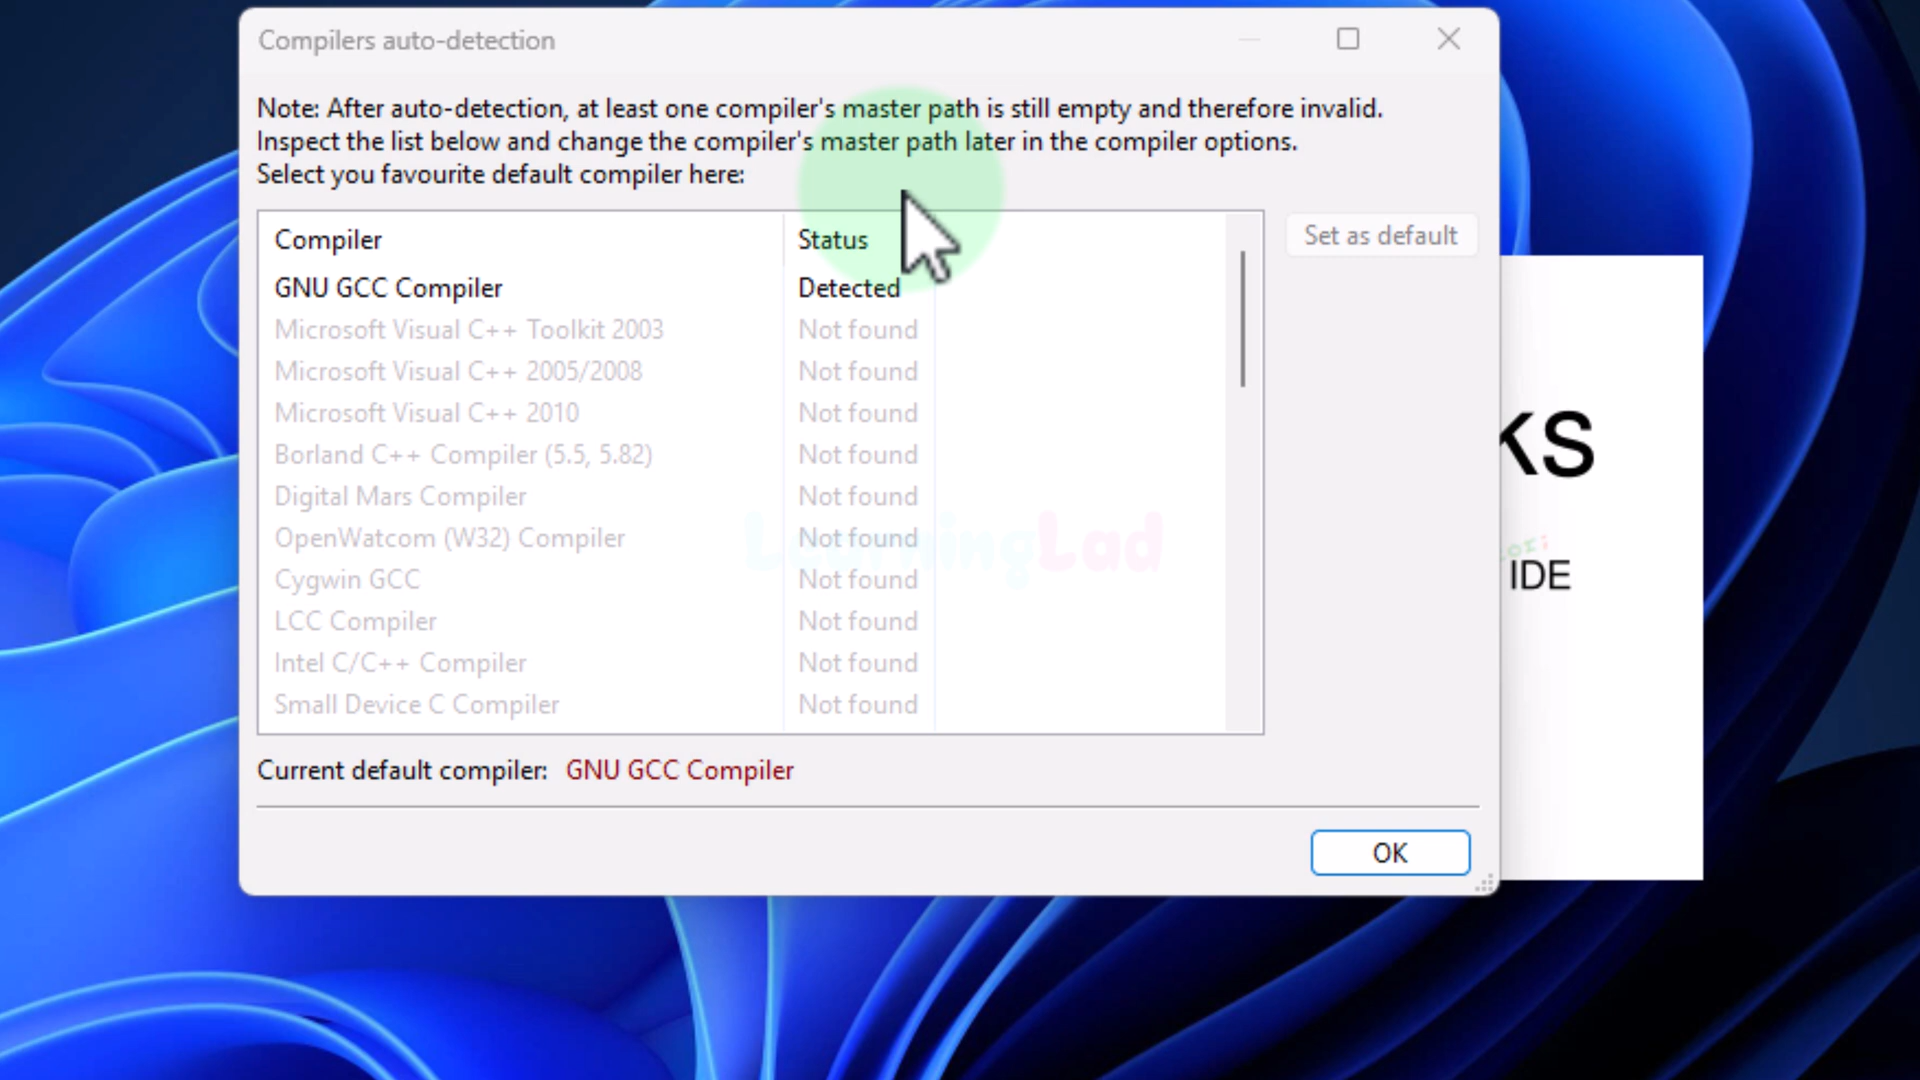 Compilers auto-detection
Note: After auto-detection, at least one compiler's master path is still empty and therefore invalid.
Inspect the list below and change the compiler's master path later in the compiler options.
Select you favourite default compiler here:
Compiler Status
Set as default
GNU GCC Compiler Detected
Microsoft Visual C++ Toolkit 2003 Not found
Microsoft Visual C++ 2005/2008 Not found
Microsoft Visual C++ 2010 Not found
Borland C++ Compiler (5.5, 5.82) Not found
Digital Mars Compiler Not found
OpenWatcom (W32) Compiler Not found
Cygwin GCC Not found
LCC Compiler Not found
Intel C/C++ Compiler Not found
Small Device C Compiler Not found
LearningLad
ks
IDE
Current default compiler: GNU GCC Compiler
OK